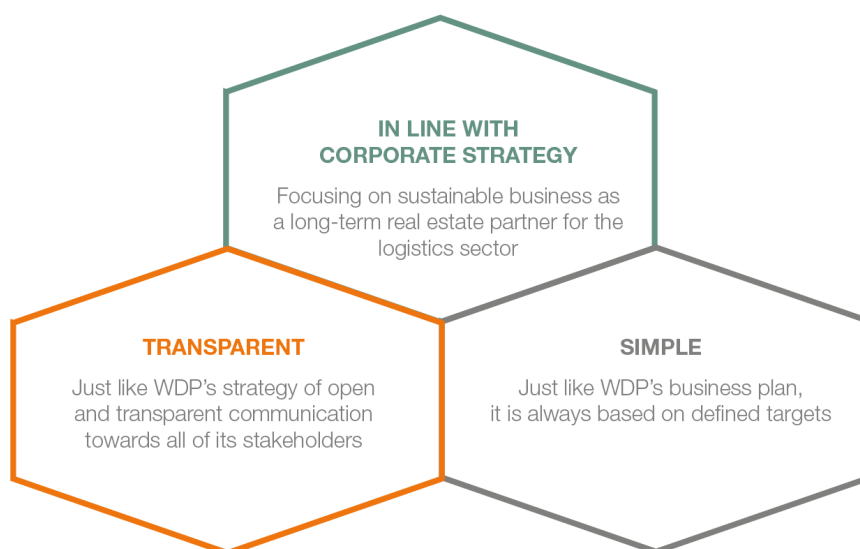 IN LINE WITH
CORPORATE STRATEGY
Focusing on sustainable business as
a long-term real estate partner for the
logistics sector
TRANSPARENT
Just like WDP's strategy of open
and transparent communication
towards all of its stakeholders
SIMPLE
Just like WDP's business plan,
it is always based on defined targets